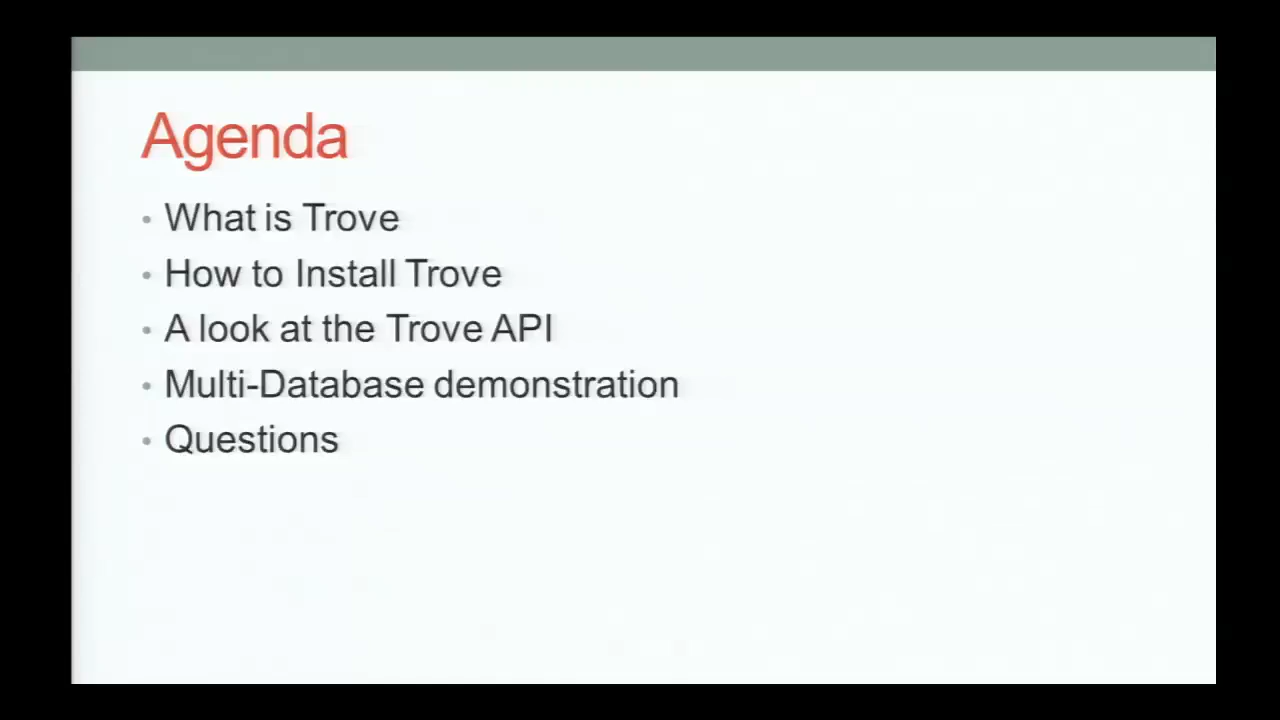 Agenda
• What is Trove
• How to Install Trove
• A look at the Trove API
• Multi-Database demonstration
• Questions